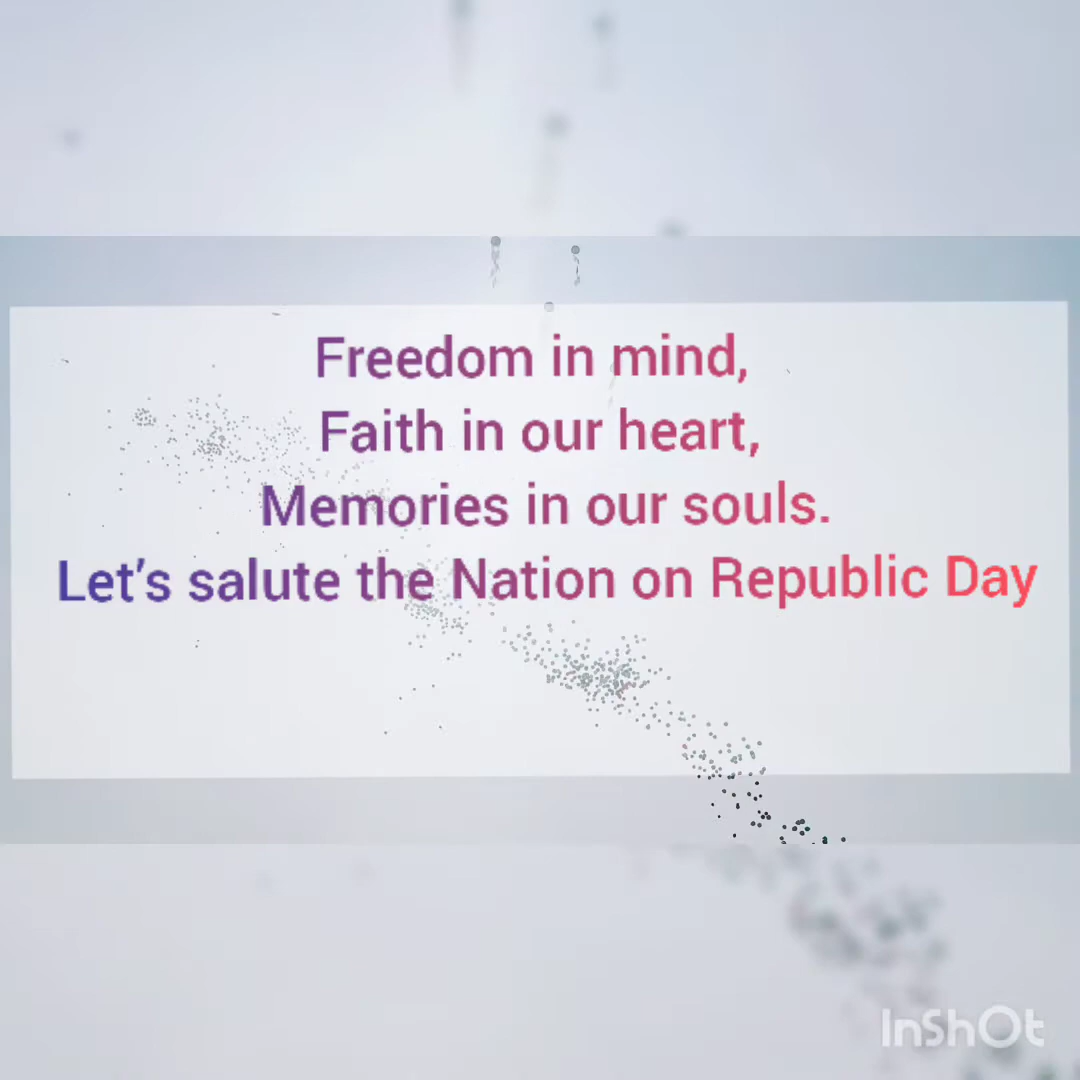 Freedom in mind,
Faith in our heart,
Memories in our souls.
Let's salute the Nation on Republic Day
InShOt